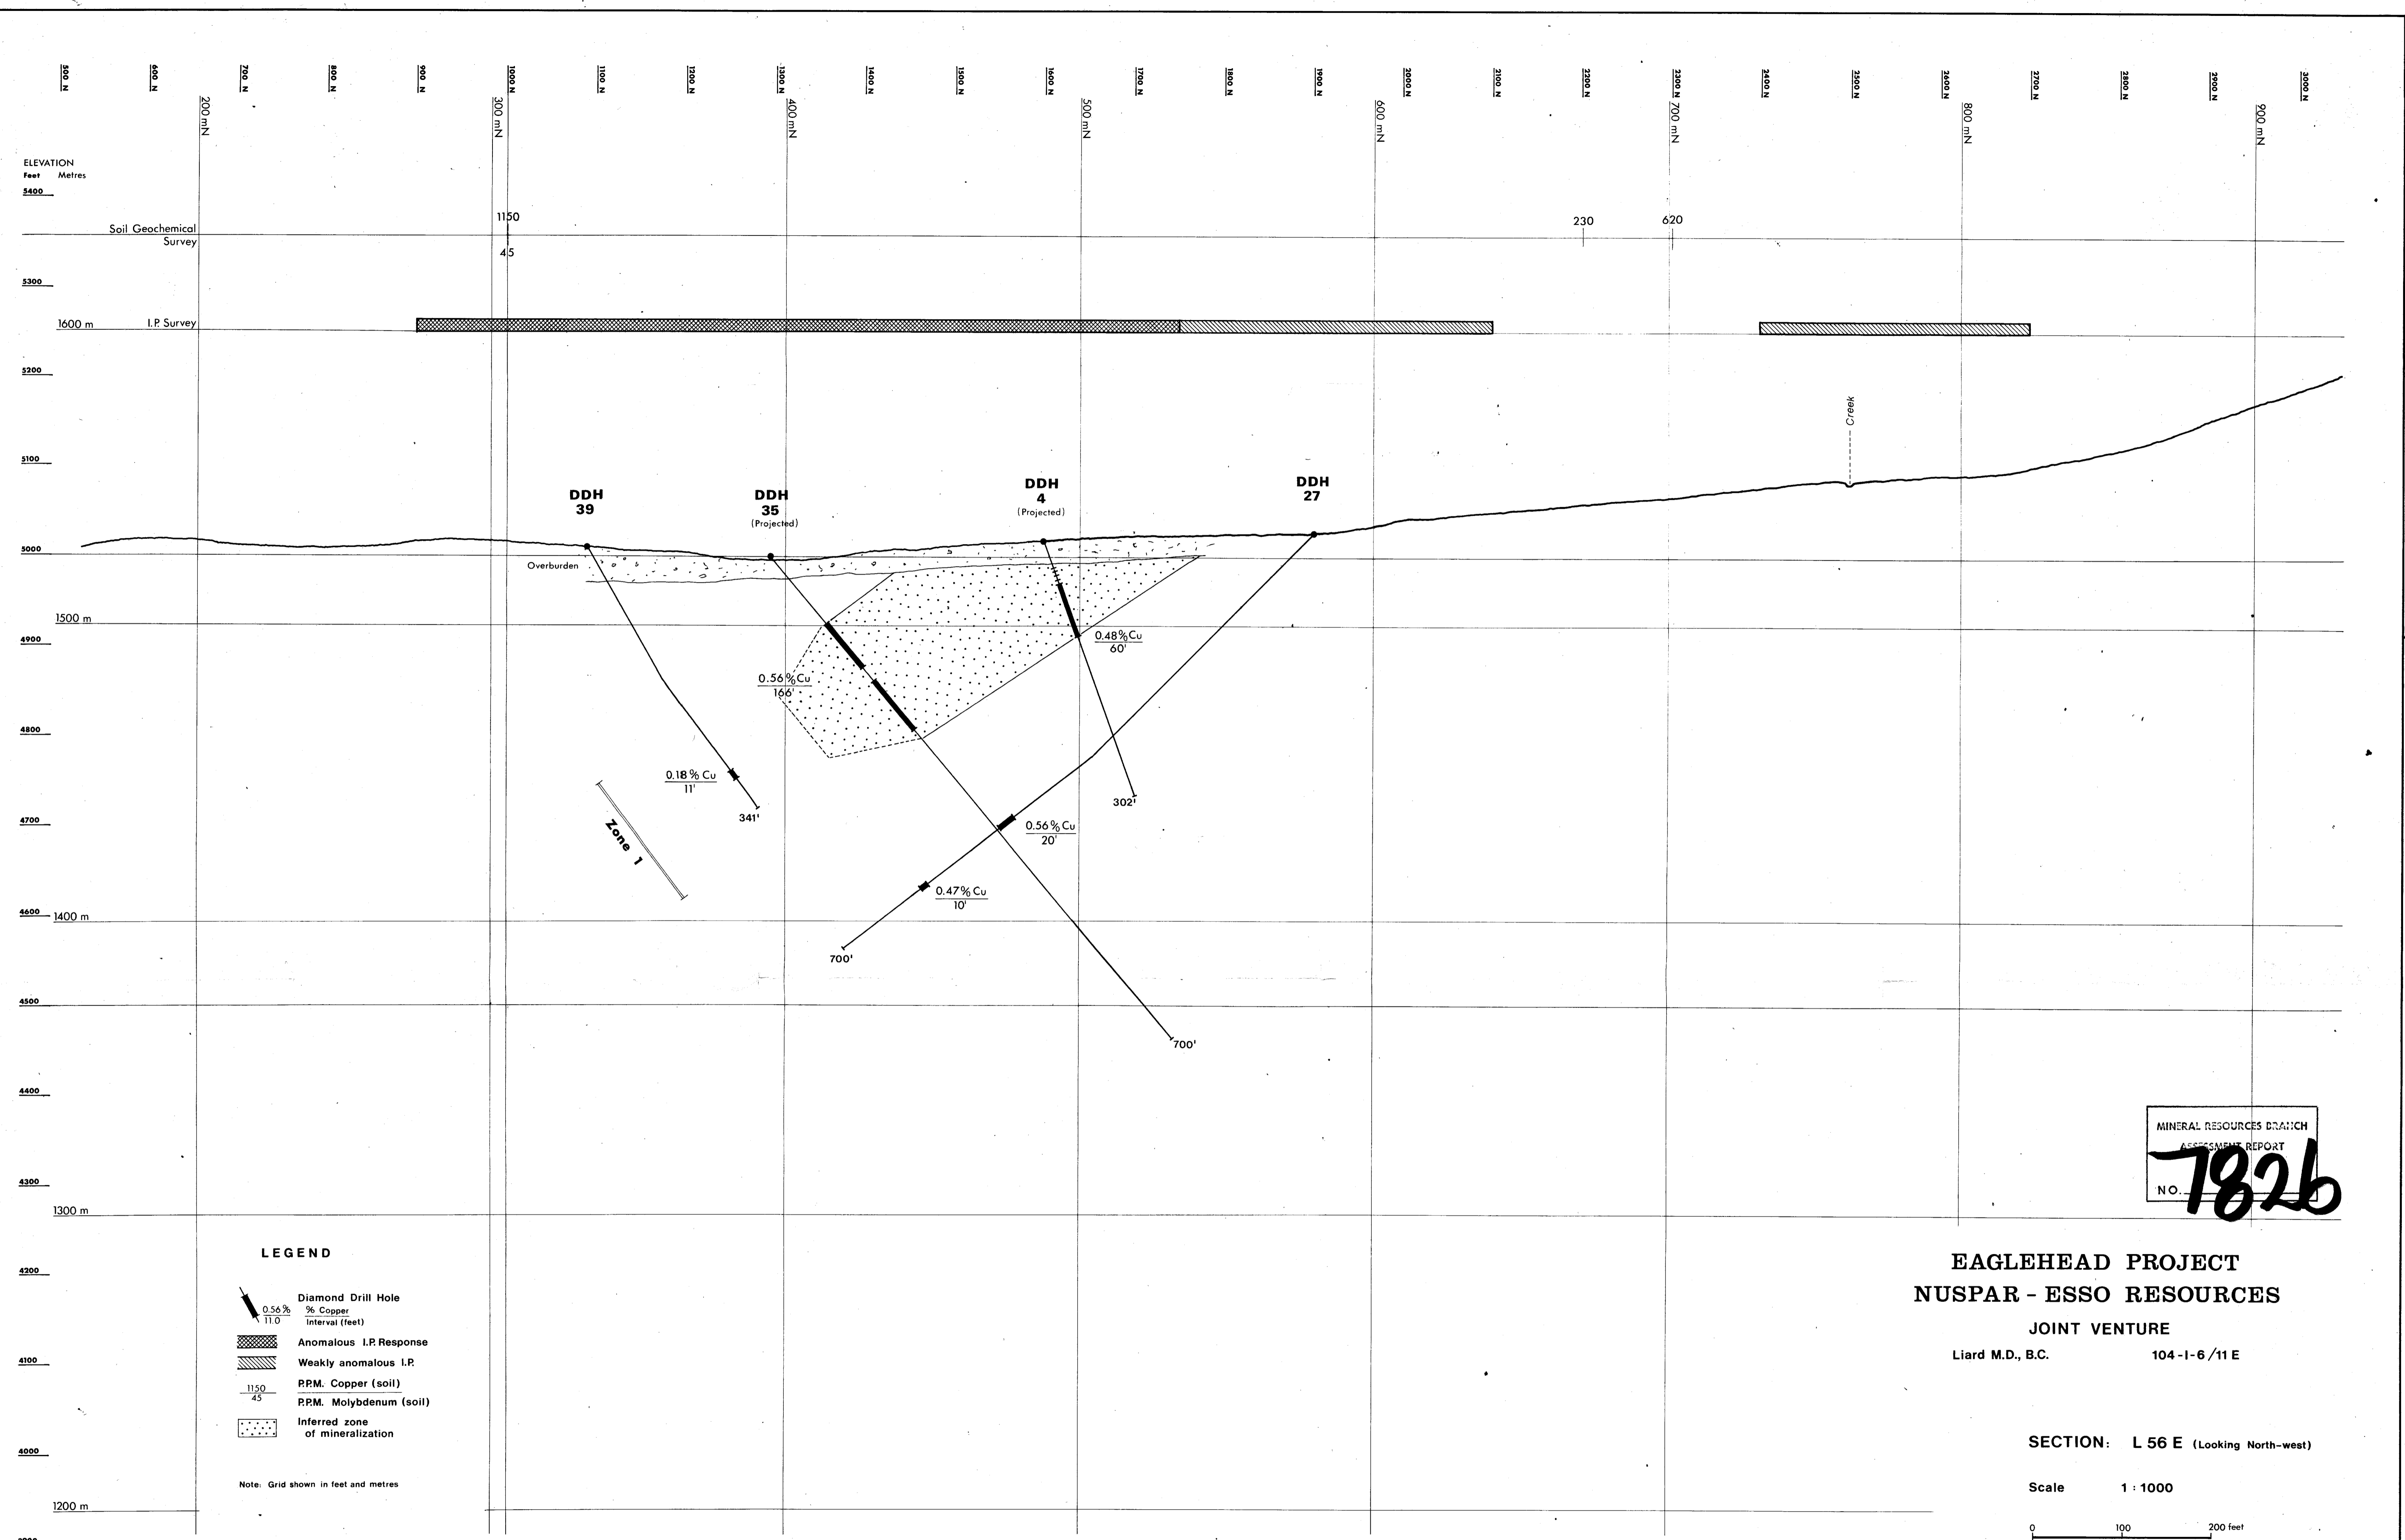 500 N
600 N
700 N
800 N
900 N
1000 N
1100 N
1200 N
1300 N
1400 N
1500 N
1600 N
1700 N
1800 N
1900 N
2000 N
2100 N
2200 N
2300 N
2400 N
2500 N
2600 N
2700 N
2800 N
2900 N
3000 N
200 mN
300 mN
400 mN
500 mN
600 mN
700 mN
800 mN
900 mN
ELEVATION
Feet Metres
5400
1150
230
620
Soil Geochemical
Survey
45
5300
1600 m
I.P. Survey
5200
Creek
5100
DDH
39
DDH
35
(Projected)
DDH
4
(Projected)
DDH
27
5000
Overburden
1500 m
4900
0.48%Cu
60'
0.56%Cu
166'
4800
0.18% Cu
11'
341'
302'
4700
Zone 1
0.56%Cu
20'
0.47%Cu
10'
4600
1400 m
700'
4500
700'
4400
MINERAL RESOURCES BRANCH
ASSESSMENT REPORT
NO. 7826
4300
1300 m
LEGEND
4200
Diamond Drill Hole
0.56% % Copper
11.0 Interval (feet)
Anomalous I.P. Response
4100
Weakly anomalous I.P.
1150 P.P.M. Copper (soil)
45 P.P.M. Molybdenum (soil)
Inferred zone
of mineralization
4000
Note: Grid shown in feet and metres
1200 m
EAGLEHEAD PROJECT
NUSPAR - ESSO RESOURCES
JOINT VENTURE
Liard M.D., B.C. 104-I-6/11 E
SECTION: L 56 E (Looking North-west)
Scale 1 : 1000
0 100 200 feet